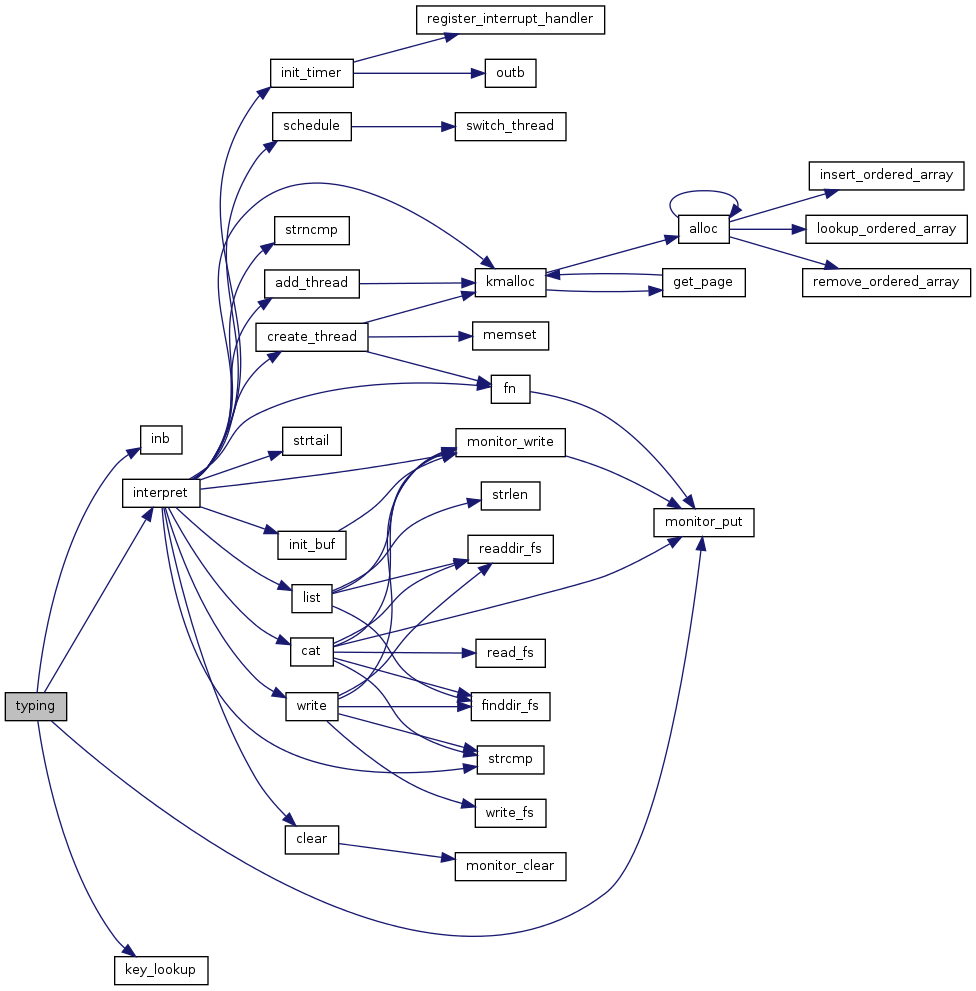 register_interrupt_handler
init_timer
outb
schedule
switch_thread
insert_ordered_array
strncmp
alloc
lookup_ordered_array
add_thread
kmalloc
get_page
remove_ordered_array
create_thread
memset
fn
inb
strtail
monitor_write
interpret
strlen
monitor_put
init_buf
readdir_fs
list
cat
read_fs
typing
write
finddir_fs
strcmp
write_fs
clear
monitor_clear
key_lookup